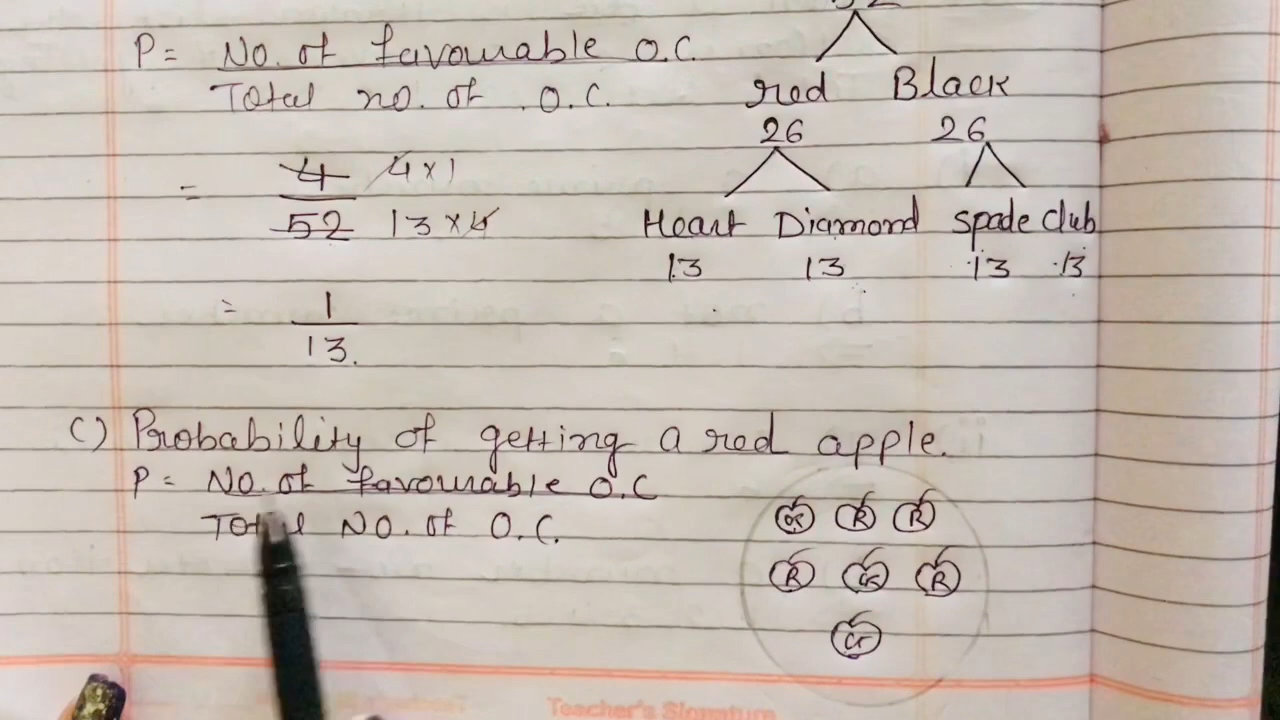 52
P = No. of favourable O.C.
Total no. of O.C.
red Black
26 26
= 4 4 × 1
52 13 × 4
Heart Diamond Spade Club
13 13 13 13
= 1
13.
C) Probability of getting a red apple.
P = No. of favourable O.C
Total No. of O.C.
G R R
R G R
G
Teacher's Signature